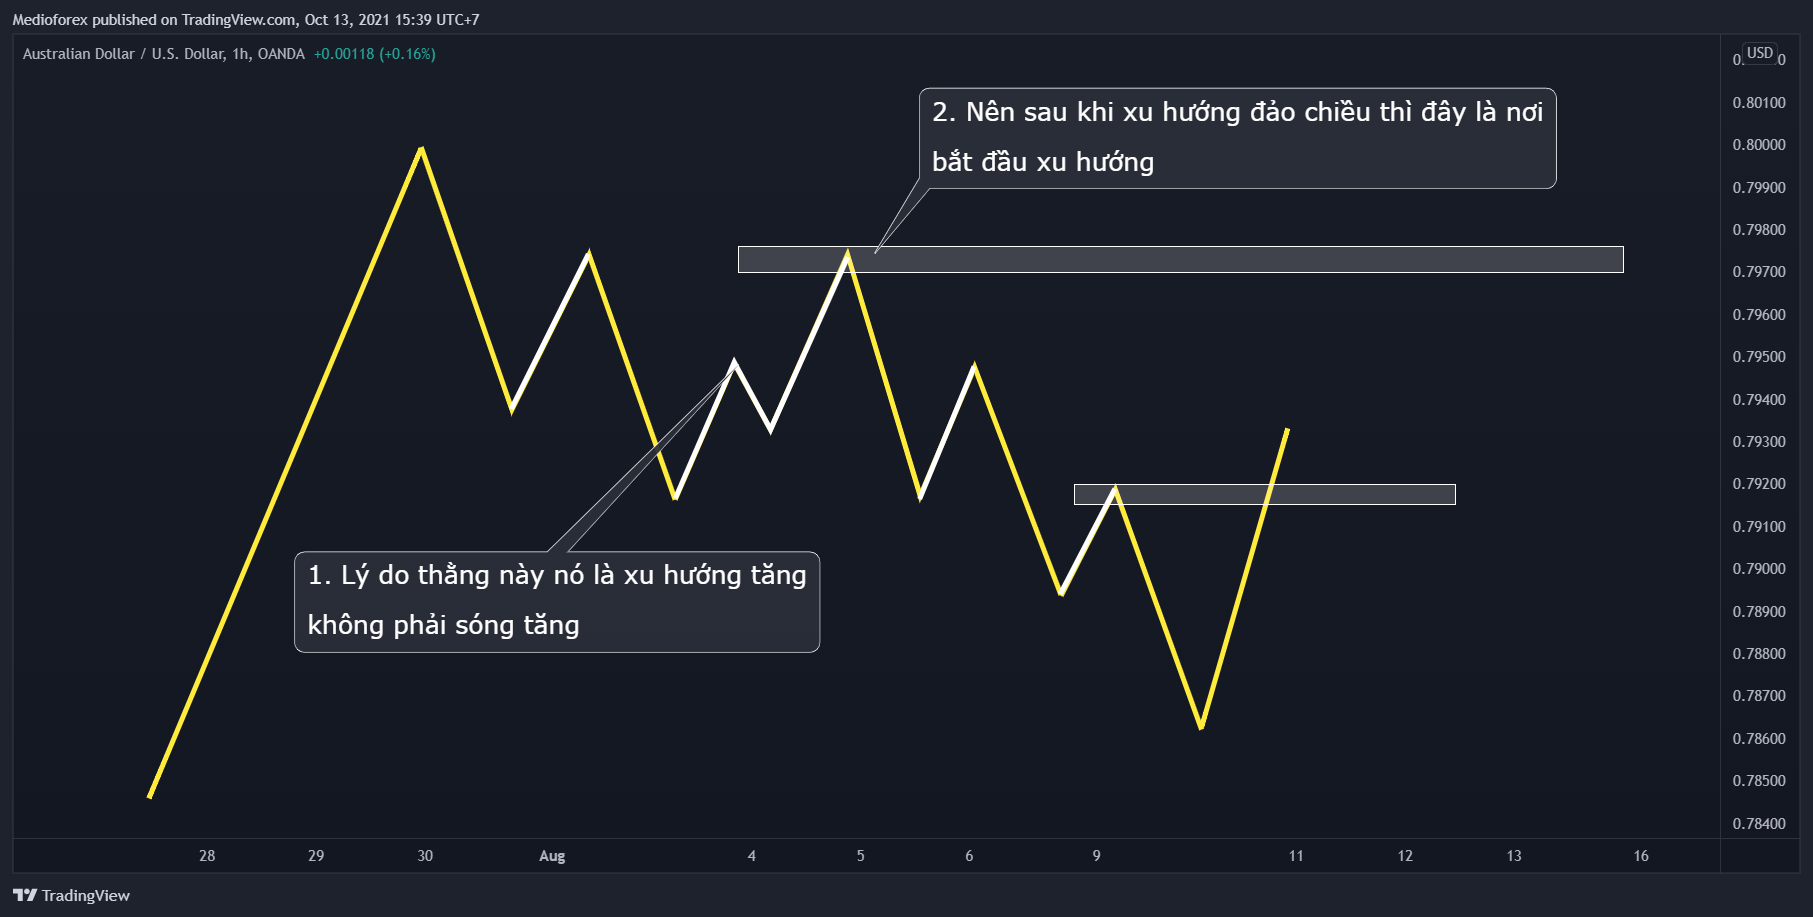 Medioforex published on TradingView.com, Oct 13, 2021 15:39 UTC+7
Australian Dollar / U.S. Dollar, 1h, OANDA +0.00118 (+0.16%)
USD
0.80100
0.80000
0.79900
0.79800
0.79700
0.79600
0.79500
0.79400
0.79300
0.79200
0.79100
0.79000
0.78900
0.78800
0.78700
0.78600
0.78500
0.78400
2. Nên sau khi xu hướng đảo chiều thì đây là nơi
bắt đầu xu hướng
1. Lý do thằng này nó là xu hướng tăng
không phải sóng tăng
28 29 30 Aug 4 5 6 9 11 12 13 16
TradingView